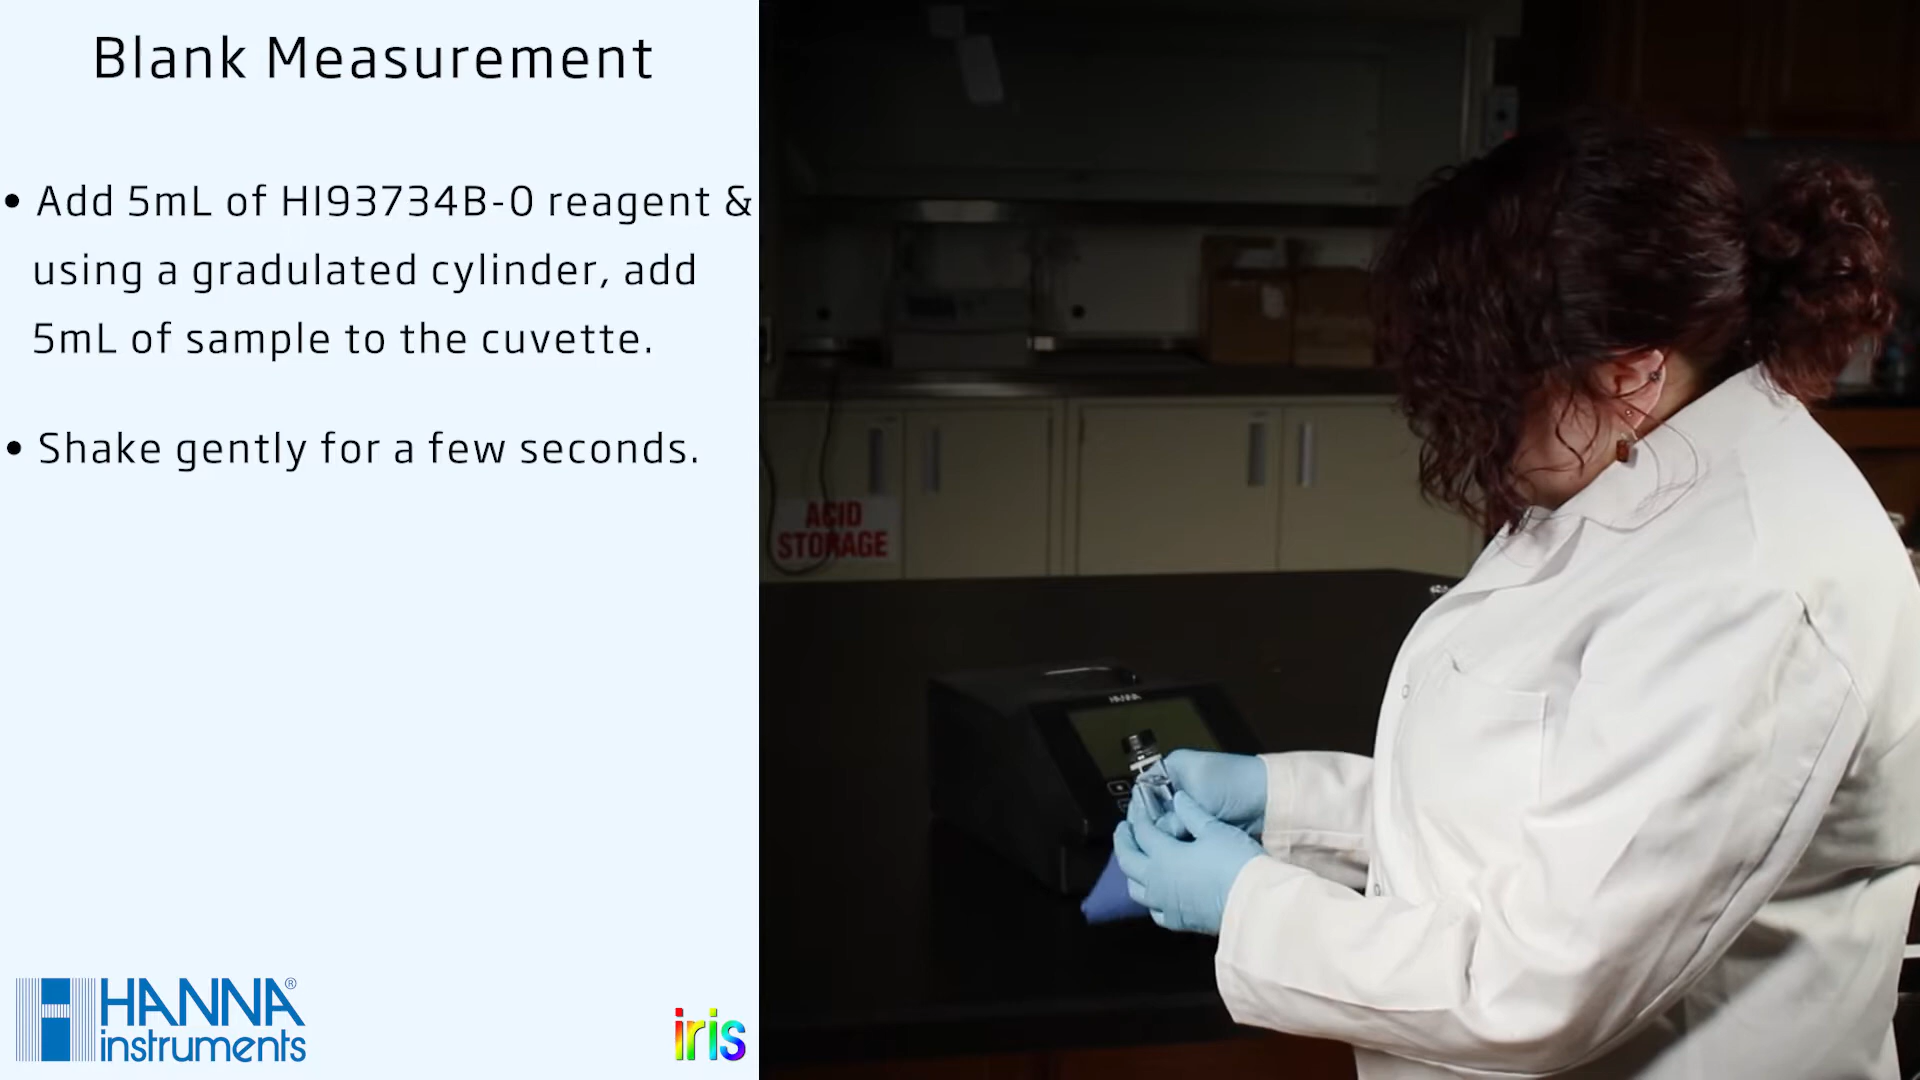 Blank Measurement
• Add 5mL of HI93734B-0 reagent &
using a gradulated cylinder, add
5mL of sample to the cuvette.
• Shake gently for a few seconds.
HANNA®
instruments
iris
ACID
STORAGE
HANNA